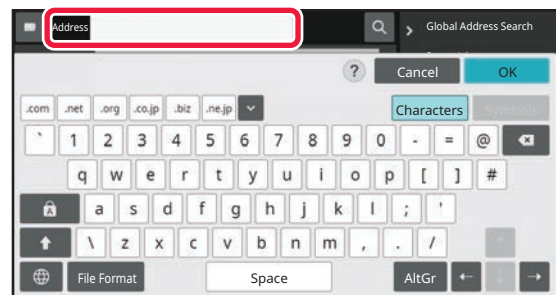 Address
Global Address Search
? Cancel OK
.com .net .org .co.jp .biz .ne.jp Characters Symbols
` 1 2 3 4 5 6 7 8 9 0 - = @
q w e r t y u i o p [ ] #
A a s d f g h j k l ; '
\ z x c v b n m , . /
File Format Space AltGr ← ↓ →